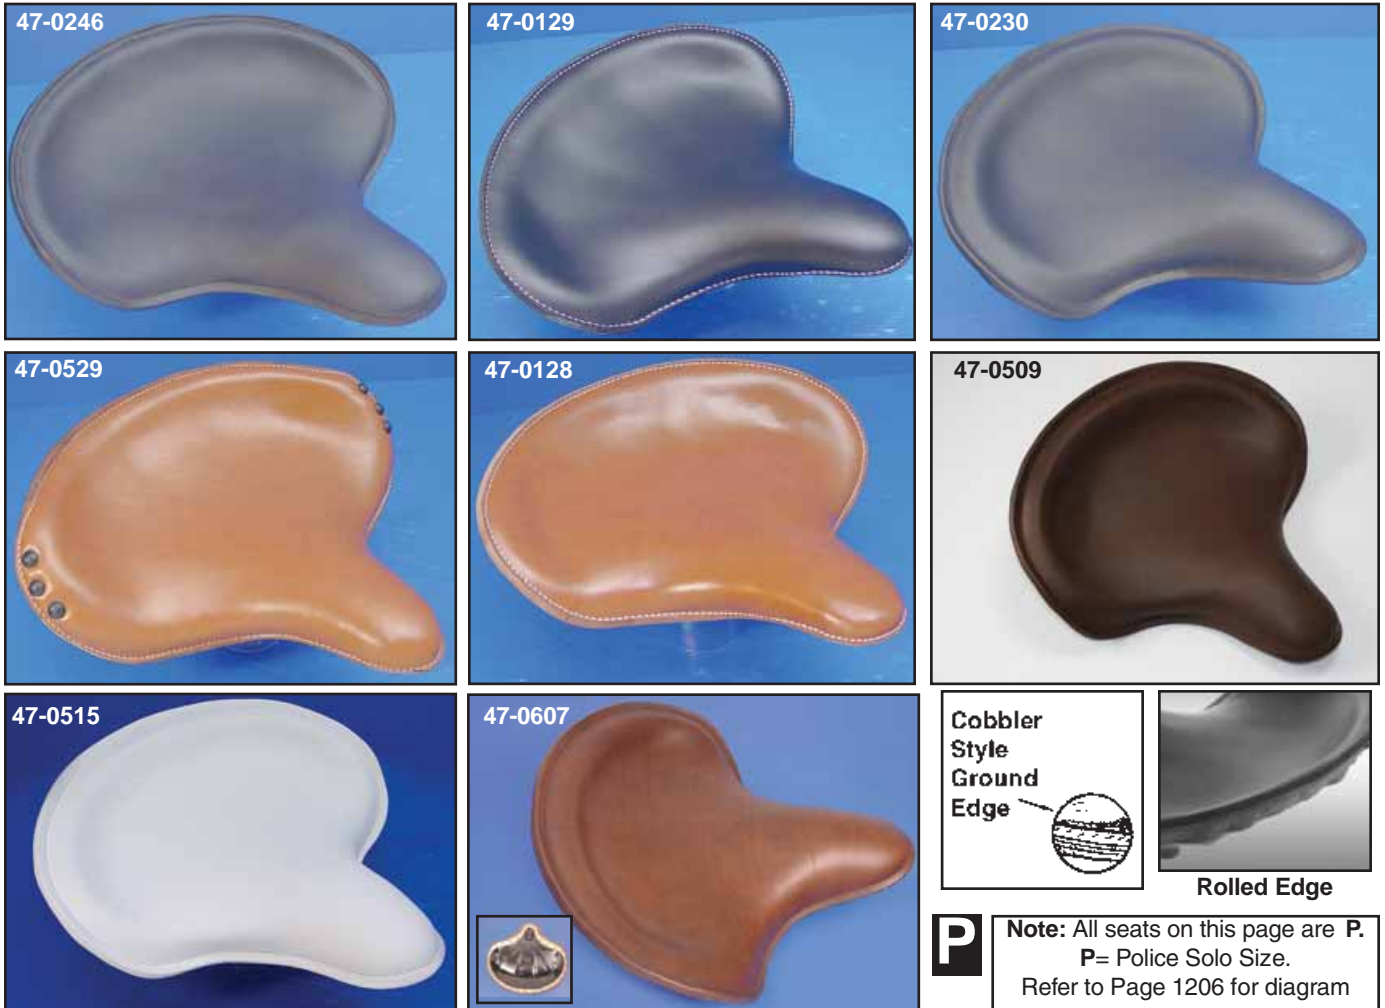 47-0246
47-0129
47-0230
47-0529
47-0128
47-0509
47-0515
47-0607
Cobbler
Style
Ground
Edge
Rolled Edge
P
Note: All seats on this page are P.
P= Police Solo Size.
Refer to Page 1206 for diagram